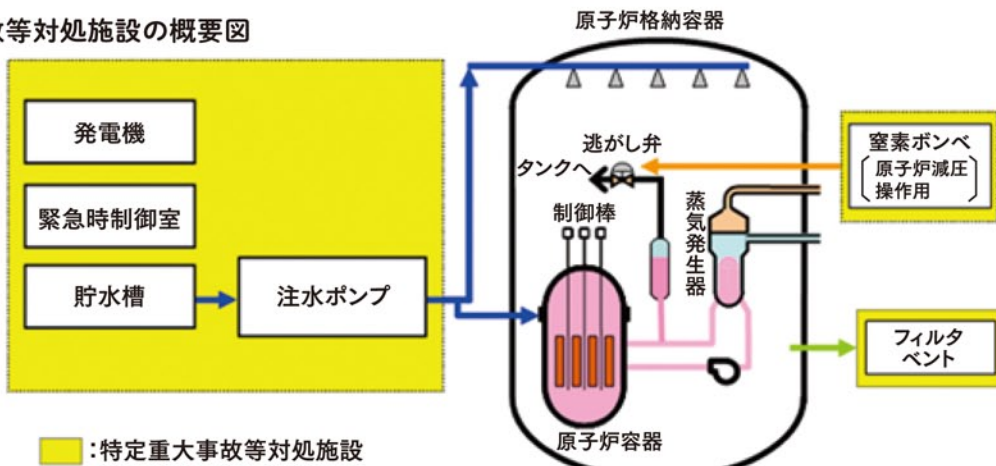 故等対処施設の概要図
原子炉格納容器
発電機
緊急時制御室
貯水槽
注水ポンプ
逃がし弁
タンクへ
制御棒
蒸気発生器
原子炉容器
窒素ボンベ
〔原子炉減圧
操作用〕
フィルタ
ベント
:特定重大事故等対処施設